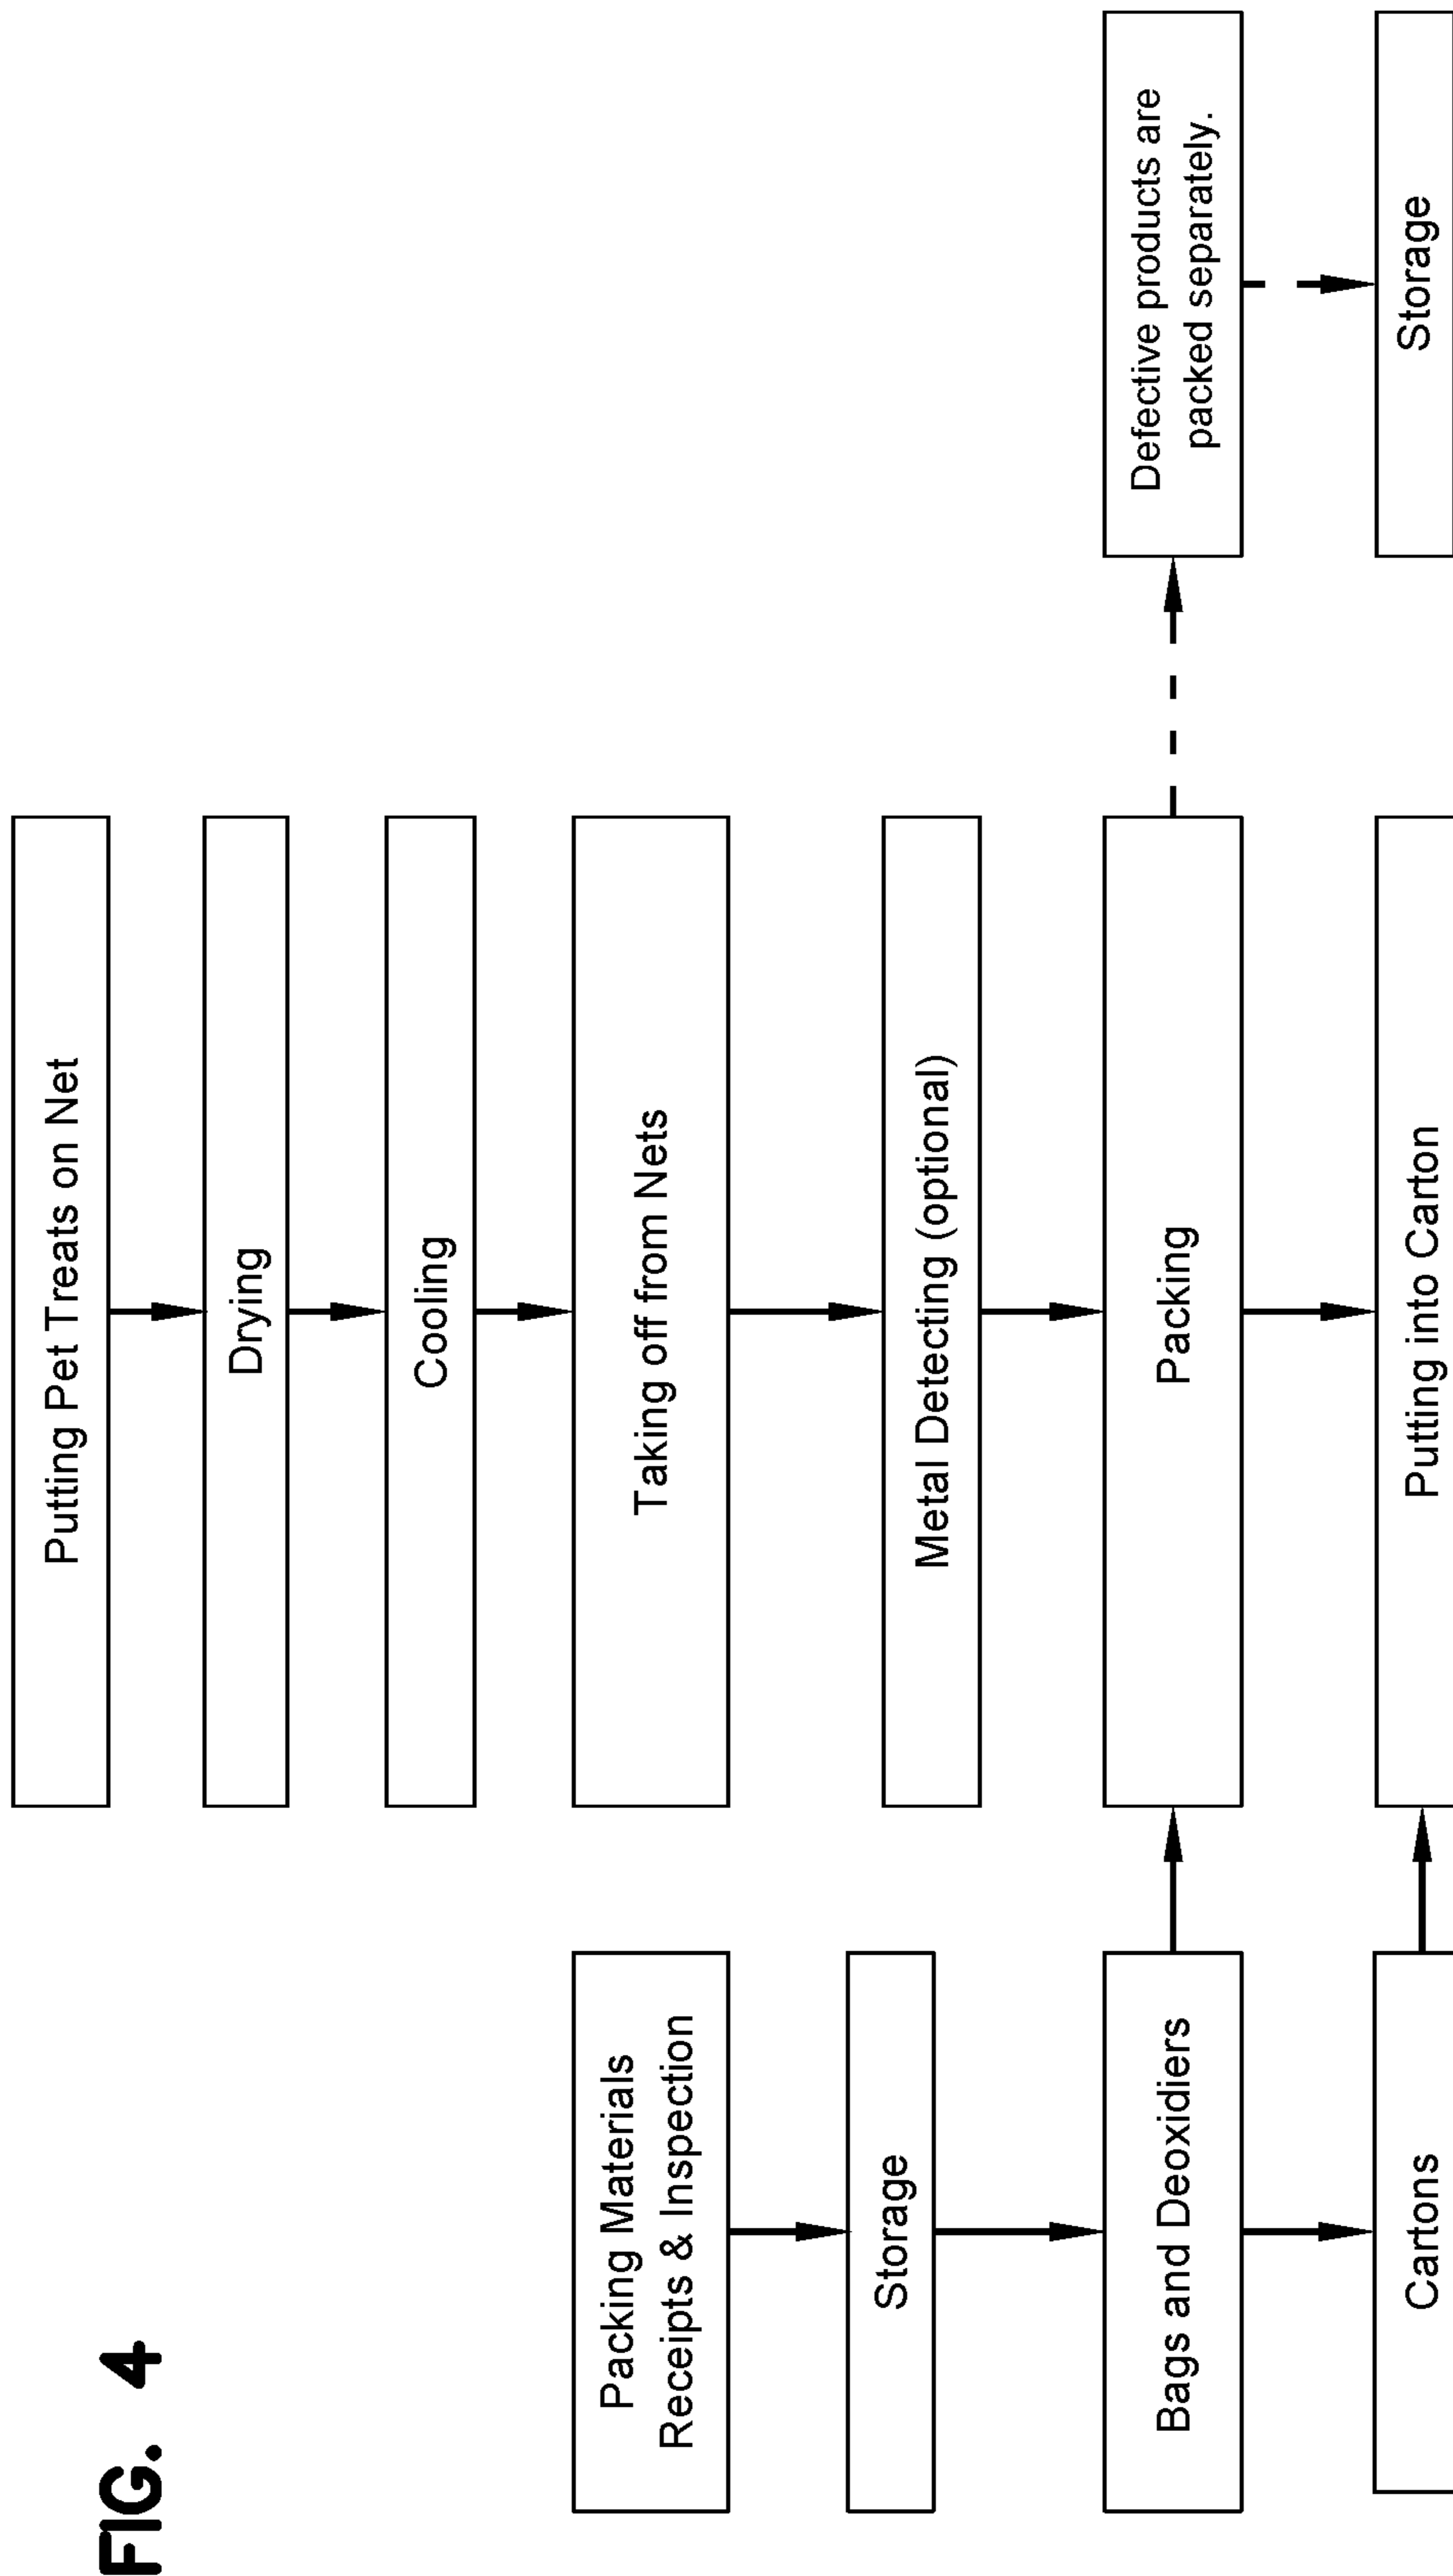 FIG. 4
Putting Pet Treats on Net
Drying
Cooling
Packing Materials
Receipts & Inspection
Taking off from Nets
Storage
Metal Detecting (optional)
Bags and Deoxidiers
Packing
Defective products are
packed separately.
Cartons
Putting into Carton
Storage